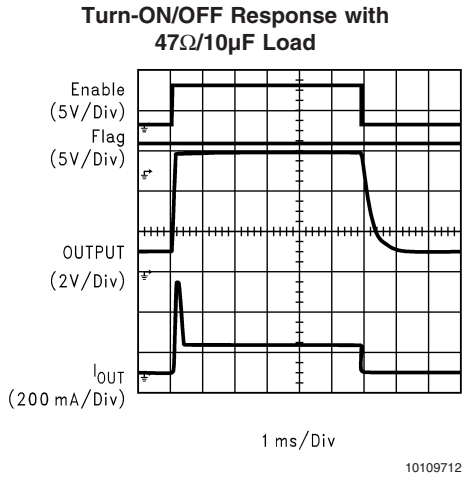 Turn-ON/OFF Response with
47Ω/10µF Load
Enable
(5V/Div)
Flag
(5V/Div)
OUTPUT
(2V/Div)
IOUT
(200 mA/Div)
1 ms/Div
10109712